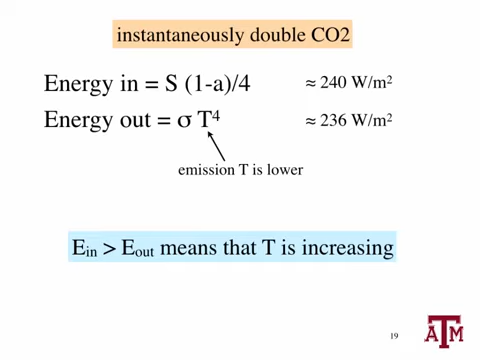 instantaneously double CO2
Energy in = S (1-a)/4 ≈ 240 W/m²
Energy out = σ T⁴ ≈ 236 W/m²
emission T is lower
Eᵢₙ > Eₒᵤₜ means that T is increasing
19
ATM